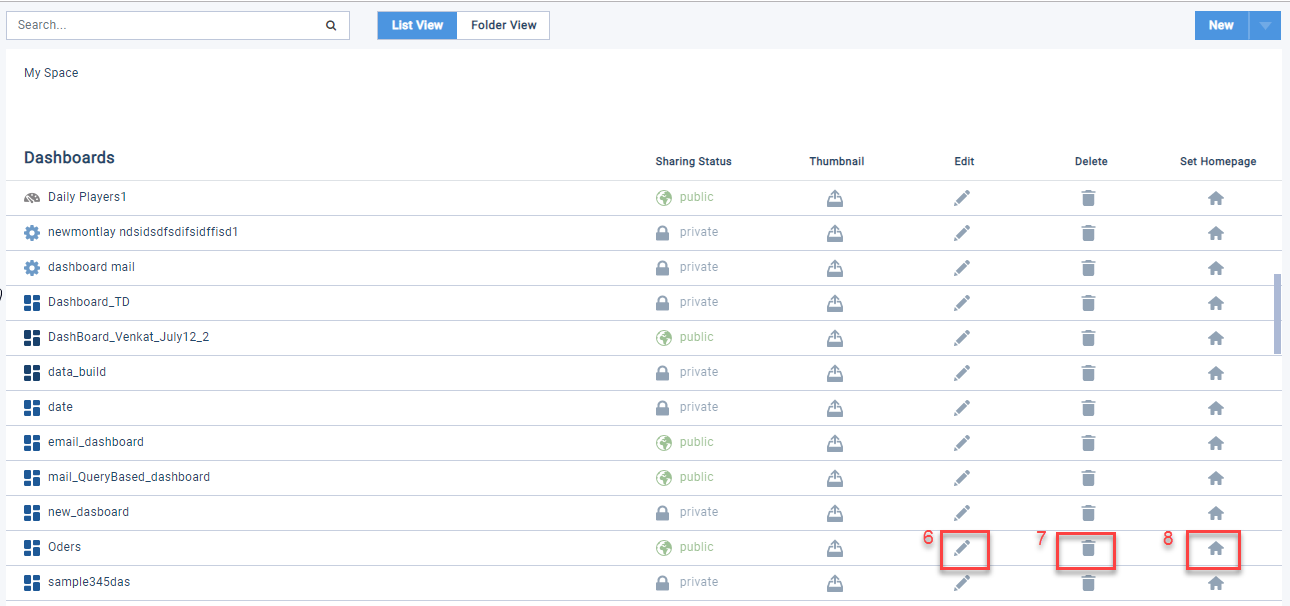 Search... List View Folder View New
My Space
Dashboards Sharing Status Thumbnail Edit Delete Set Homepage
Daily Players1 public
newmontlay ndsidsdfsdifsidffisd1 private
dashboard mail private
)
Dashboard_TD private
DashBoard_Venkat_July12_2 public
data_build private
date private
email_dashboard public
mail_QueryBased_dashboard public
new_dasboard private
6 7 8
Oders public
sample345das private